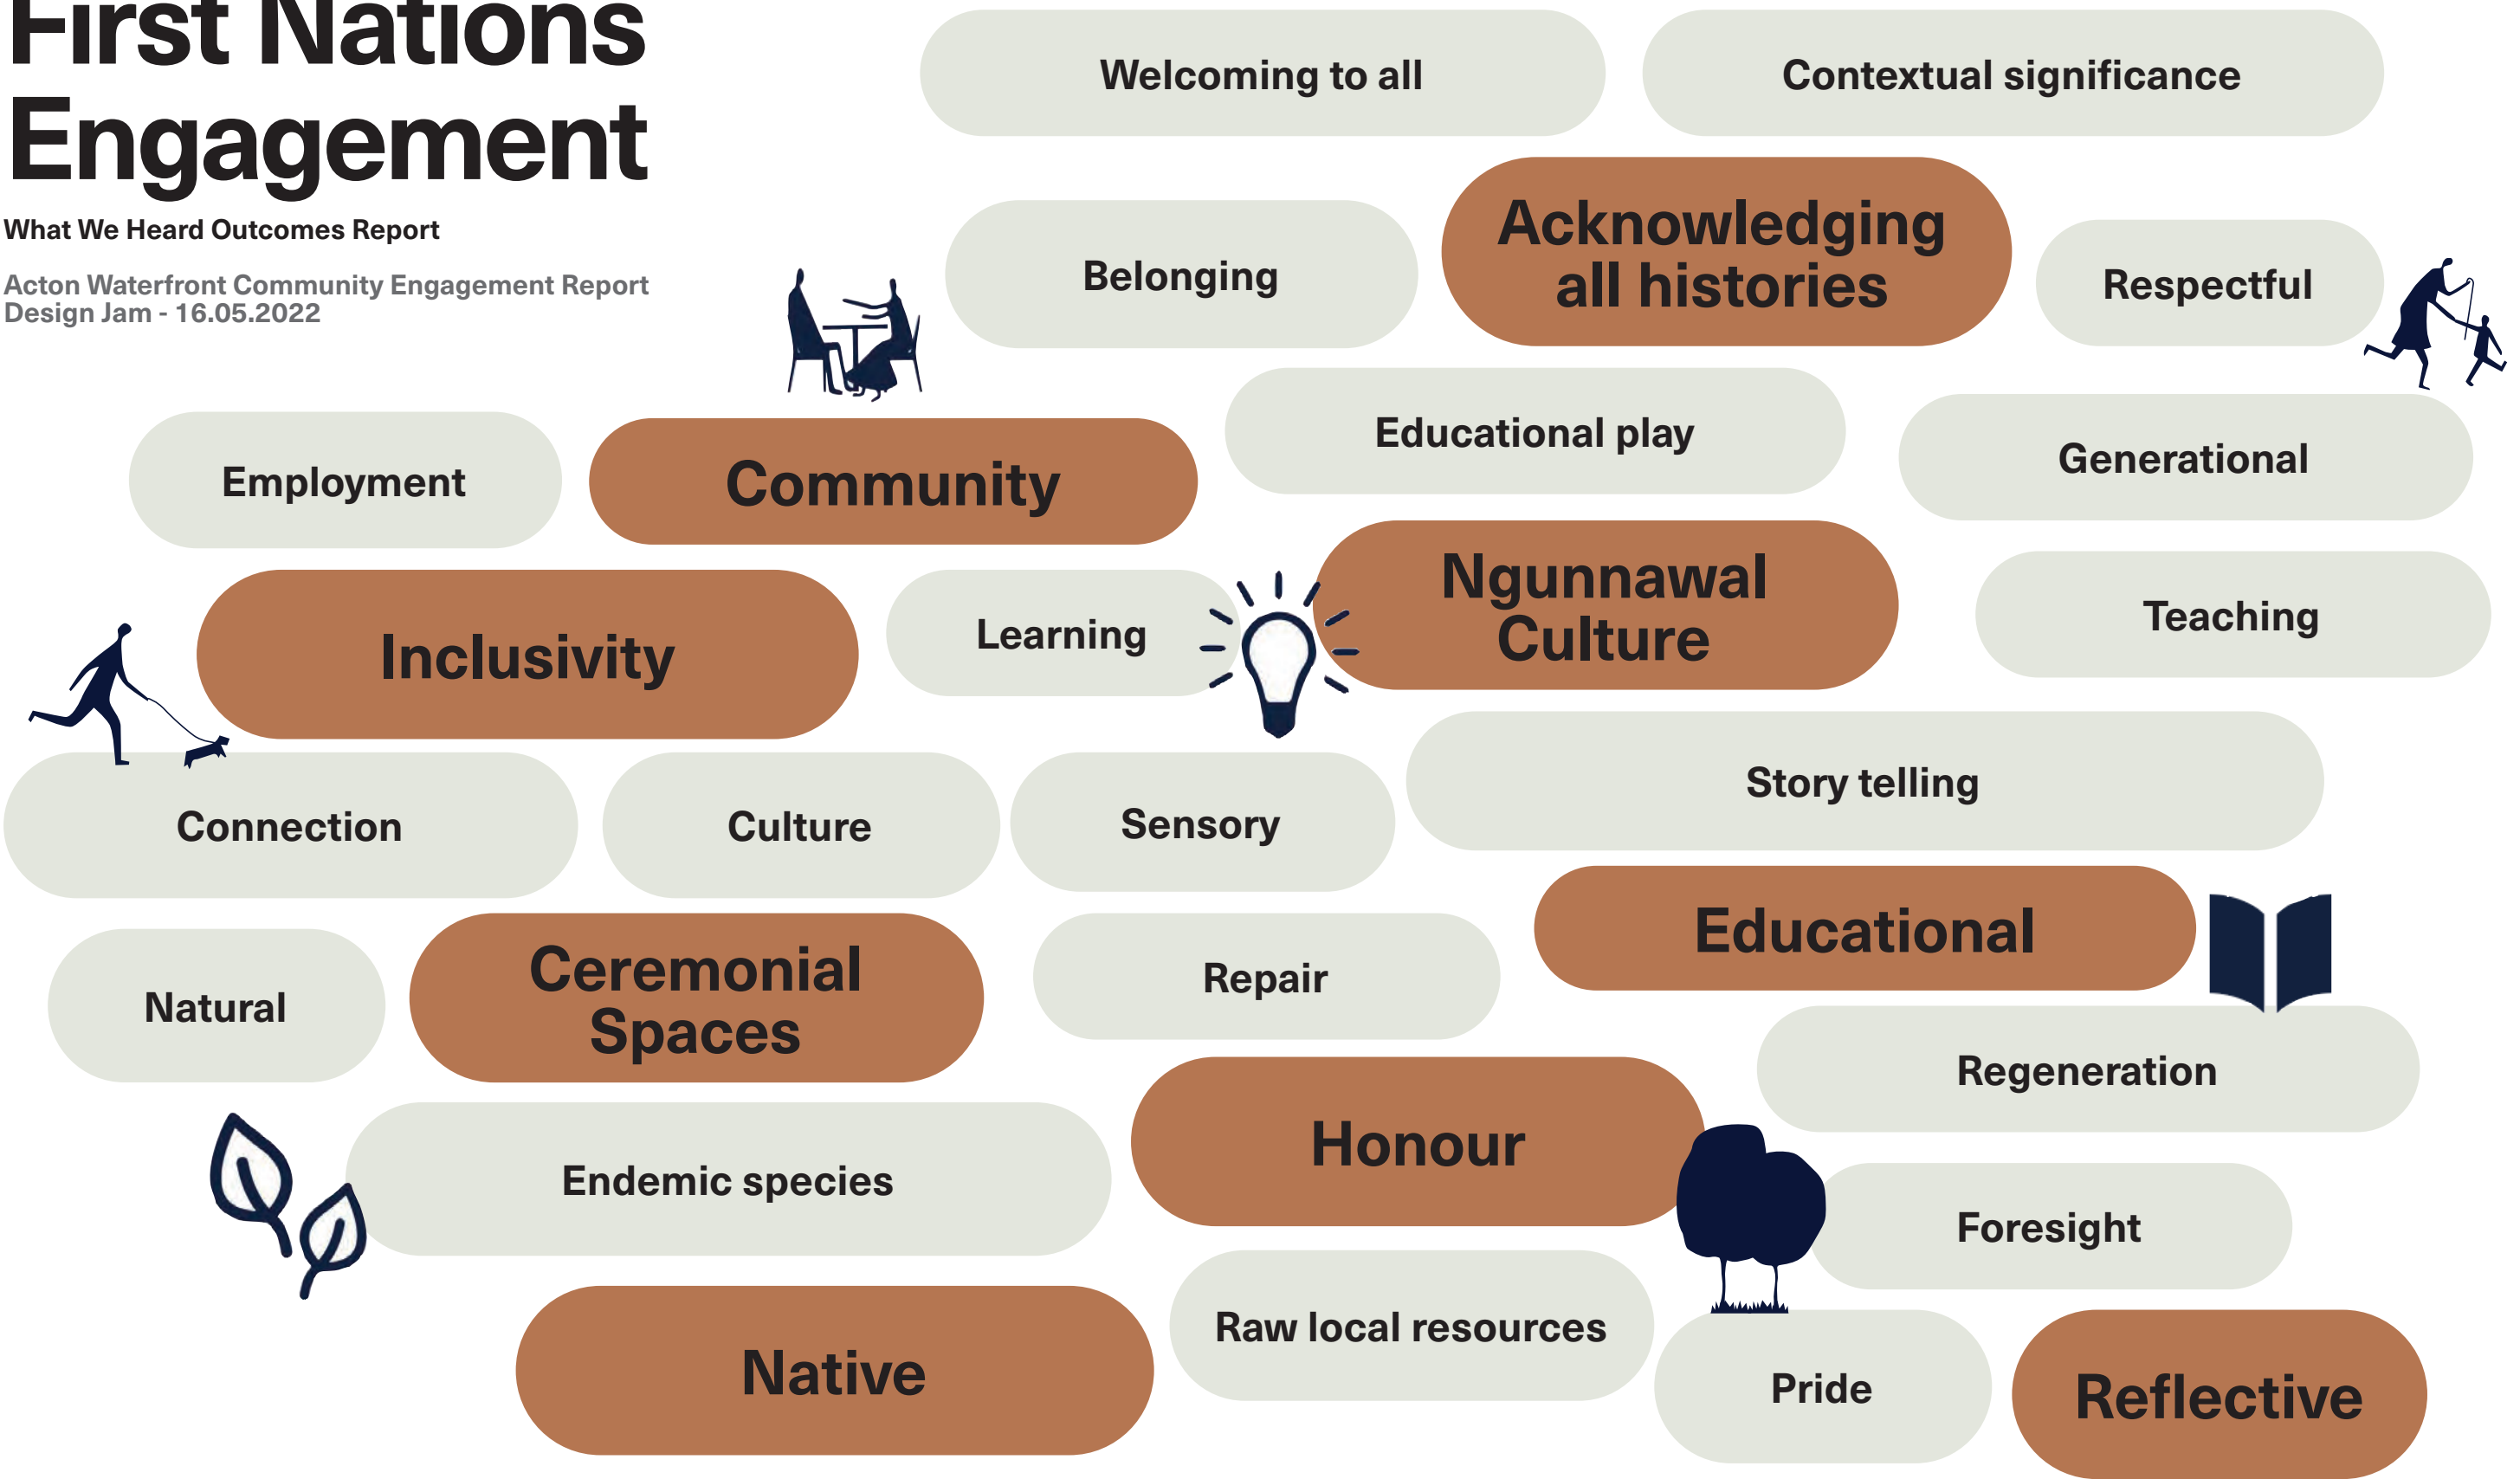 First Nations
Engagement
What We Heard Outcomes Report
Acton Waterfront Community Engagement Report
Design Jam - 16.05.2022
Welcoming to all
Contextual significance
Belonging
Acknowledging
all histories
Respectful
Employment
Community
Educational play
Generational
Inclusivity
Learning
Ngunnawal
Culture
Teaching
Connection
Culture
Sensory
Story telling
Natural
Ceremonial
Spaces
Repair
Educational
Regeneration
Endemic species
Honour
Foresight
Native
Raw local resources
Pride
Reflective